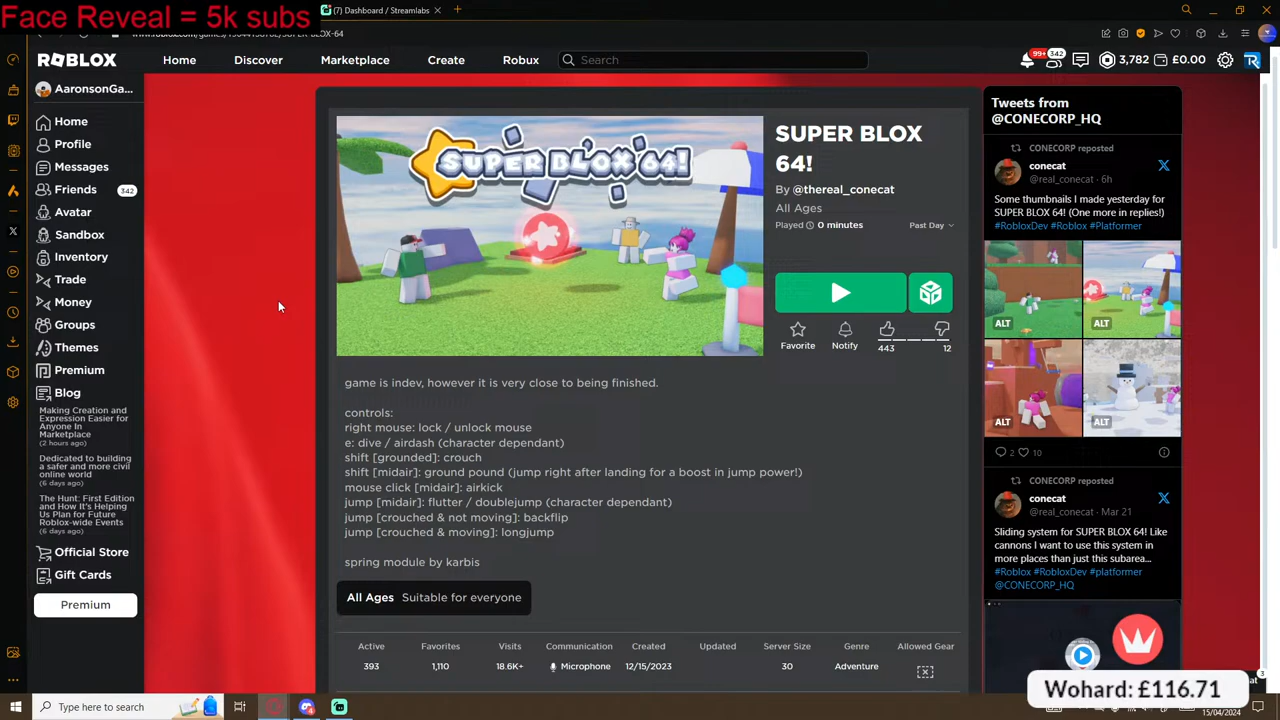 Face Reveal = 5k subs
(7) Dashboard / Streamlabs
ROBLOX
Home
Discover
Marketplace
Create
Robux
Search
99+
342
3,782
£0.00
AaronsonGa...
Home
Profile
Messages
Friends
342
Avatar
Sandbox
Inventory
Trade
Money
Groups
Themes
Premium
Blog
Making Creation and
Expression Easier for
Anyone In
Marketplace
(2 hours ago)
Dedicated to building
a safer and more civil
online world
(6 days ago)
The Hunt: First Edition
and How It's Helping
Us Plan for Future
Roblox-wide Events
(6 days ago)
Official Store
Gift Cards
Premium
SUPER BLOX 64!
SUPER BLOX
64!
By @thereal_conecat
All Ages
Played 0 minutes
Past Day
Favorite
Notify
443
12
game is indev, however it is very close to being finished.
controls:
right mouse: lock / unlock mouse
e: dive / airdash (character dependant)
shift [grounded]: crouch
shift [midair]: ground pound (jump right after landing for a boost in jump power!)
mouse click [midair]: airkick
jump [midair]: flutter / doublejump (character dependant)
jump [crouched & not moving]: backflip
jump [crouched & moving]: longjump
spring module by karbis
All Ages Suitable for everyone
Active
Favorites
Visits
Communication
Created
Updated
Server Size
Genre
Allowed Gear
393
1,110
18.6K+
Microphone
12/15/2023
30
Adventure
Tweets from
@CONECORP_HQ
CONECORP reposted
conecat
@real_conecat · 6h
Some thumbnails I made yesterday for
SUPER BLOX 64! (One more in replies!)
#RobloxDev #Roblox #Platformer
ALT
ALT
ALT
ALT
2
10
CONECORP reposted
conecat
@real_conecat · Mar 21
Sliding system for SUPER BLOX 64! Like
cannons I want to use this system in
more places than just this subarea...
#Roblox #RobloxDev #platformer
@CONECORP_HQ
Wohard: £116.71
Type here to search
15/04/2024